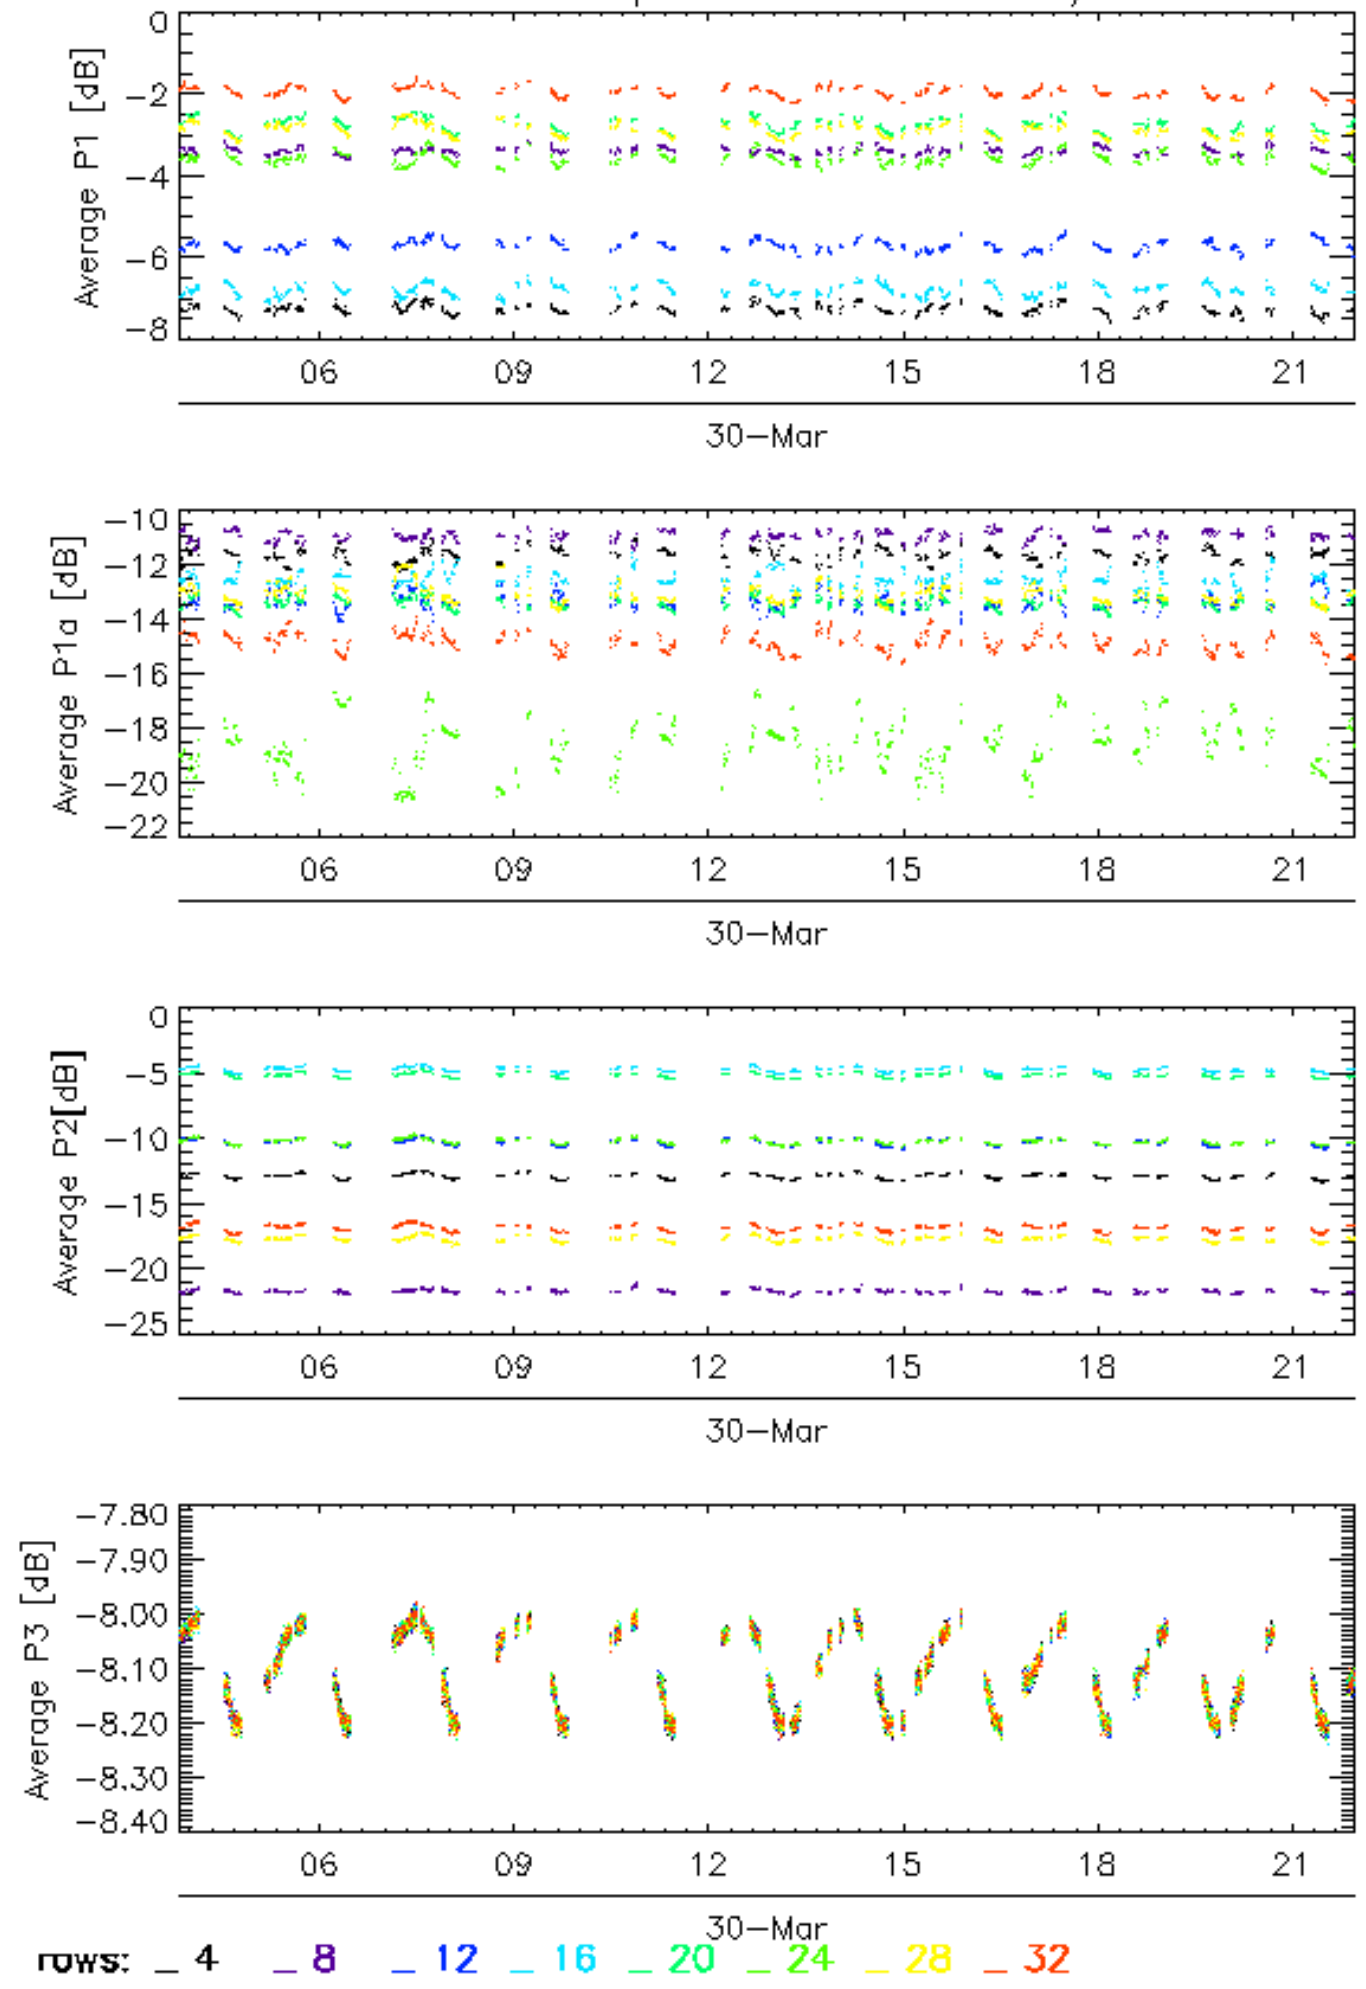 0
-2
-4
-6
-8
Average P1 [dB]
06 09 12 15 18 21
30-Mar
-10
-12
-14
-16
-18
-20
-22
Average P1a [dB]
06 09 12 15 18 21
30-Mar
0
-5
-10
-15
-20
-25
Average P2[dB]
06 09 12 15 18 21
30-Mar
-7.80
-7.90
-8.00
-8.10
-8.20
-8.30
-8.40
Average P3 [dB]
06 09 12 15 18 21
30-Mar
rows: _ 4 _ 8 _ 12 _ 16 _ 20 _ 24 _ 28 _ 32